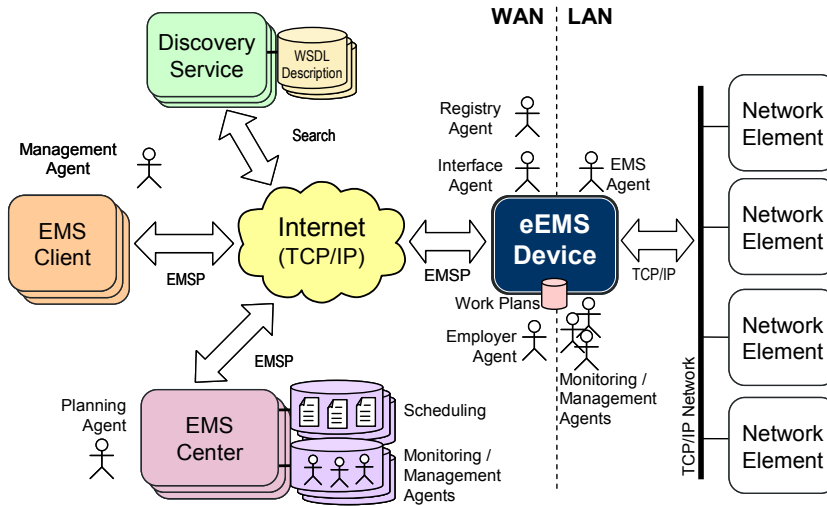 WAN
LAN
Discovery
Service
WSDL
Description
Search
Management
Agent
Registry
Agent
Interface
Agent
EMS
Agent
EMS
Client
EMSP
Internet
(TCP/IP)
EMSP
eEMS
Device
TCP/IP
Work Plans
Employer
Agent
Monitoring /
Management
Agents
EMSP
Planning
Agent
EMS
Center
Scheduling
Monitoring /
Management
Agents
TCP/IP Network
Network
Element
Network
Element
Network
Element
Network
Element